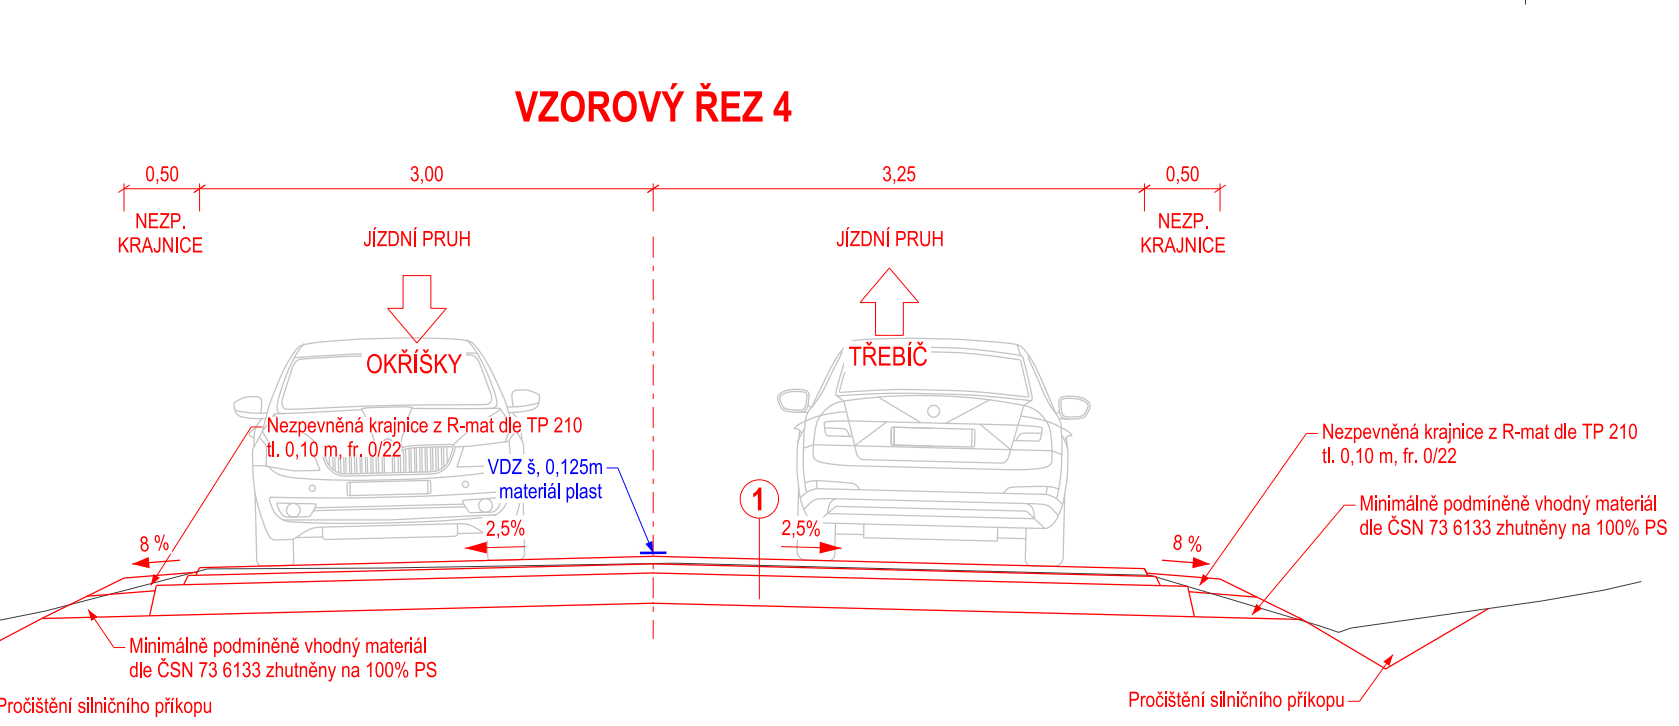 VZOROVÝ ŘEZ 4
0,50
3,00
3,25
0,50
NEZP.
KRAJNICE
JÍZDNÍ PRUH
JÍZDNÍ PRUH
NEZP.
KRAJNICE
OKŘÍŠKY
TŘEBÍČ
Nezpevněná krajnice z R-mat dle TP 210
tl. 0,10 m, fr. 0/22
VDZ š, 0,125m
materiál plast
1
Nezpevněná krajnice z R-mat dle TP 210
tl. 0,10 m, fr. 0/22
Minimálně podmíněně vhodný materiál
dle ČSN 73 6133 zhutněny na 100% PS
8 %
2,5%
2,5%
8 %
Minimálně podmíněně vhodný materiál
dle ČSN 73 6133 zhutněny na 100% PS
Pročištění silničního příkopu
Pročištění silničního příkopu